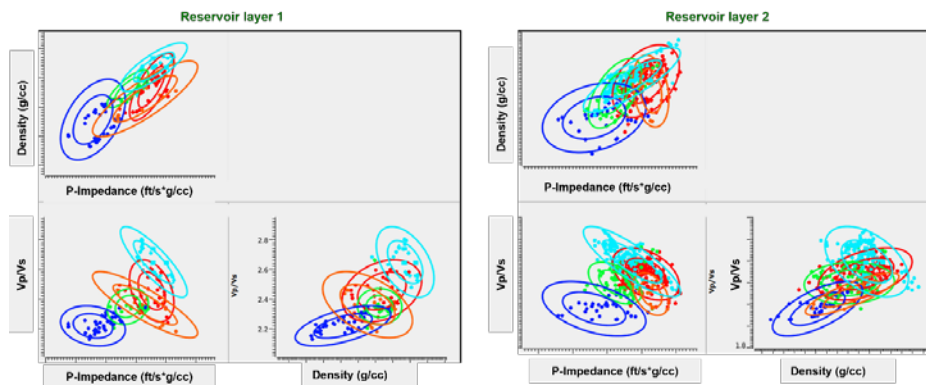 Reservoir layer 1
Reservoir layer 2
Density (g/cc)
P-Impedance (ft/s*g/cc)
Density (g/cc)
P-Impedance (ft/s*g/cc)
Vp/Vs
P-Impedance (ft/s*g/cc)
Vp/Vs
2.8
2.6
2.4
2.2
Density (g/cc)
Vp/Vs
P-Impedance (ft/s*g/cc)
Vp/Vs
Vp/Vs
1.8
Density (g/cc)